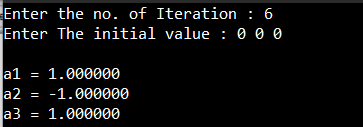 Enter the no. of Iteration : 6
Enter The initial value : 0 0 0
a1 = 1.000000
a2 = -1.000000
a3 = 1.000000